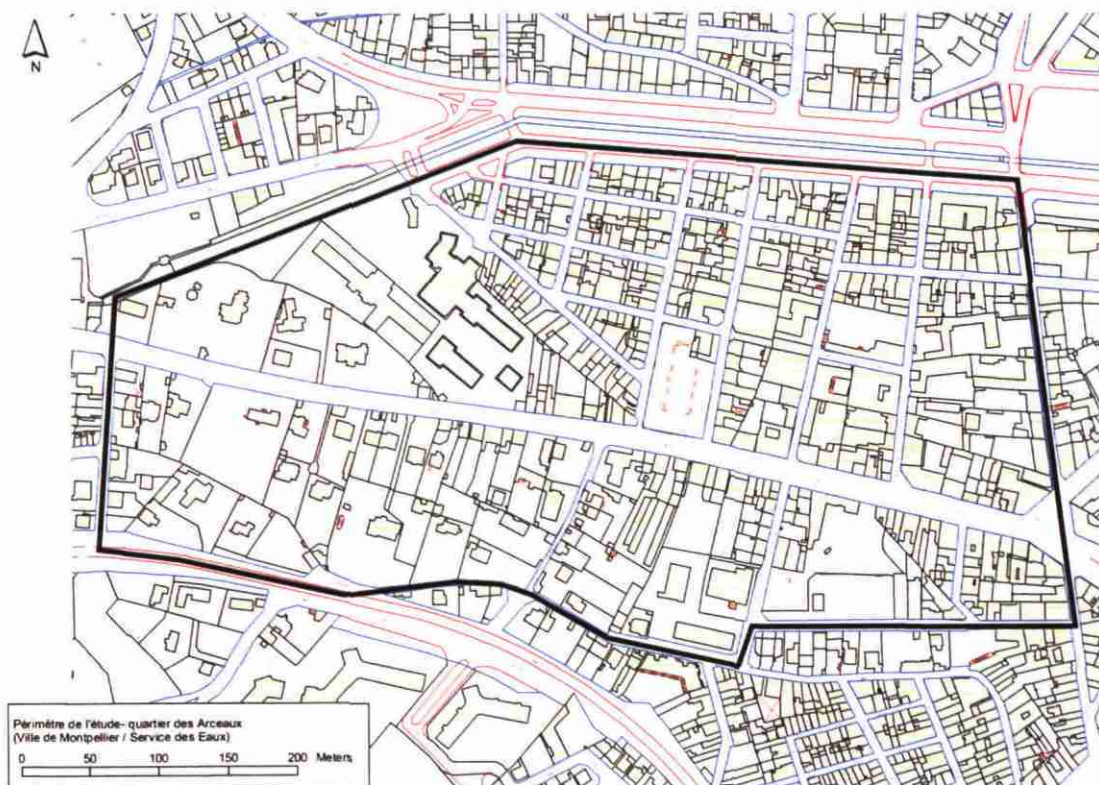 N
Périmètre de l'étude- quartier des Arceaux
(Ville de Montpellier / Service des Eaux)
0 50 100 150 200 Meters